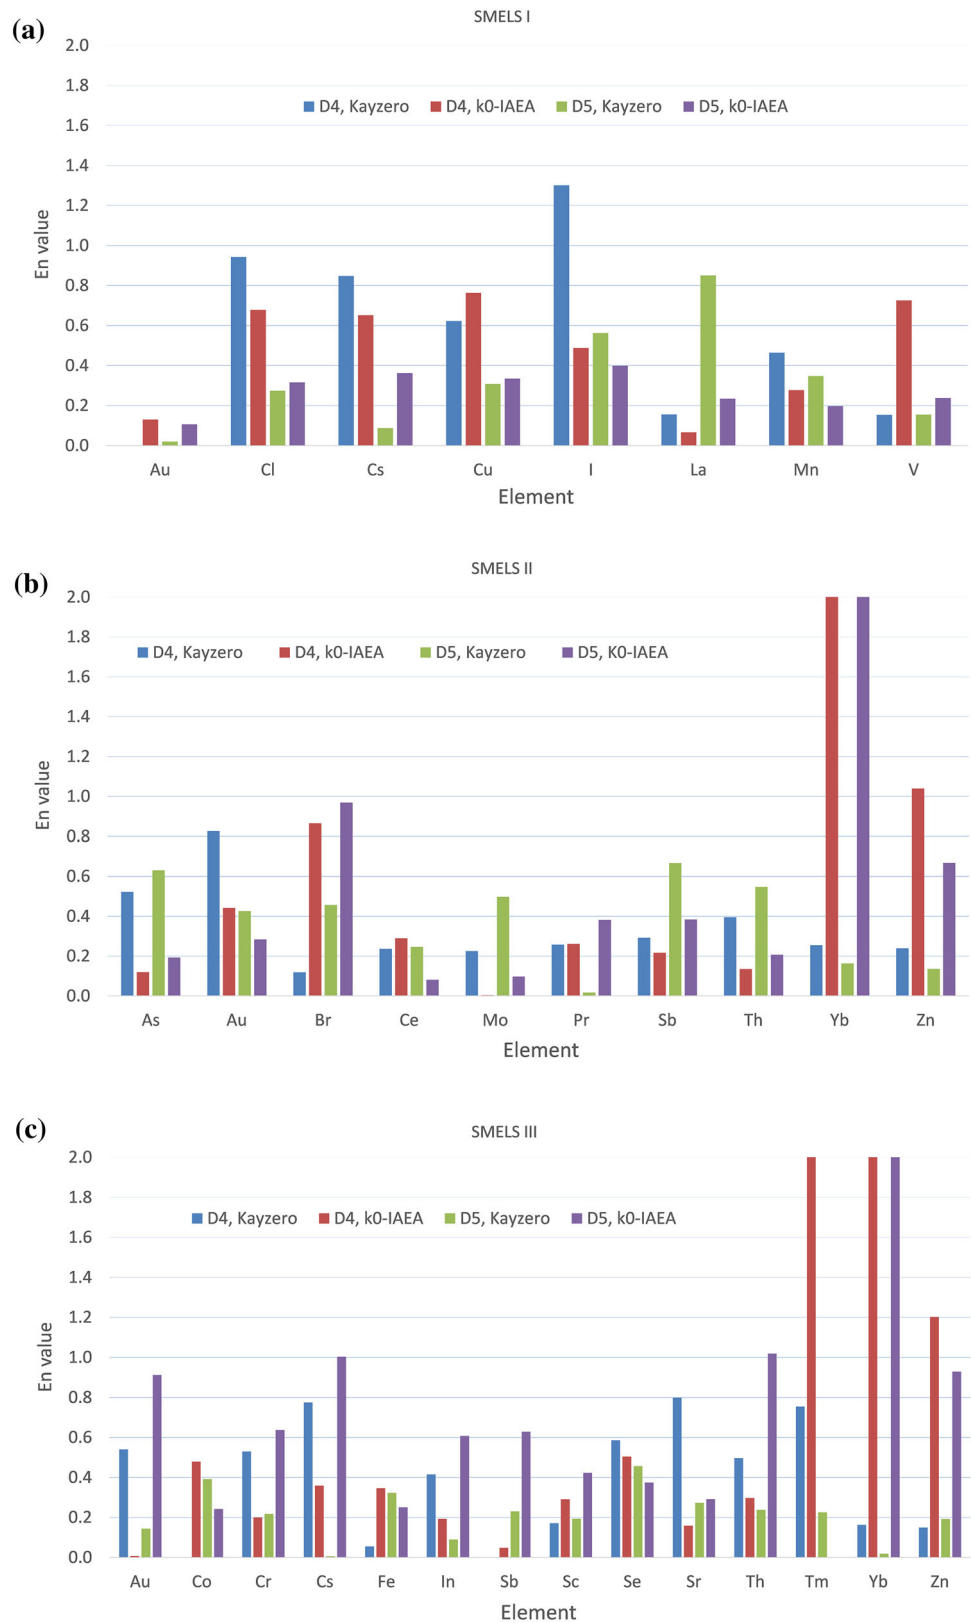 (a)
SMELS I
2.0
1.8
D4, Kayzero D4, k0-IAEA D5, Kayzero D5, k0-IAEA
1.6
1.4
1.2
1.0
0.8
0.6
0.4
0.2
0.0
En value
Au Cl Cs Cu I La Mn V
Element
(b)
SMELS II
2.0
1.8
D4, Kayzero D4, k0-IAEA D5, Kayzero D5, K0-IAEA
1.6
1.4
1.2
1.0
0.8
0.6
0.4
0.2
0.0
En value
As Au Br Ce Mo Pr Sb Th Yb Zn
Element
(c)
SMELS III
2.0
1.8
D4, Kayzero D4, k0-IAEA D5, Kayzero D5, k0-IAEA
1.6
1.4
1.2
1.0
0.8
0.6
0.4
0.2
0.0
En value
Au Co Cr Cs Fe In Sb Sc Se Sr Th Tm Yb Zn
Element